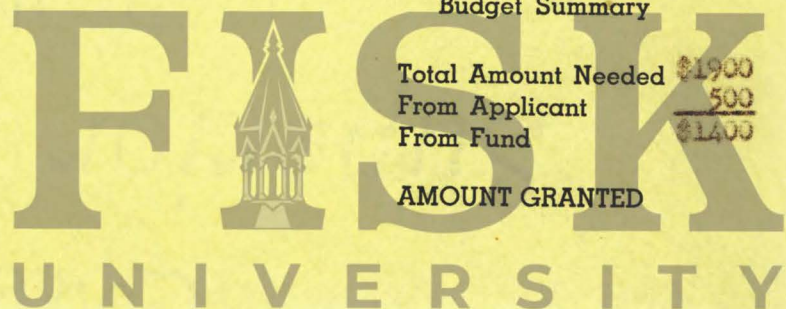 Budget Summary
Total Amount Needed $1900
From Applicant 500
From Fund $1400
AMOUNT GRANTED
FISK
UNIVERSITY